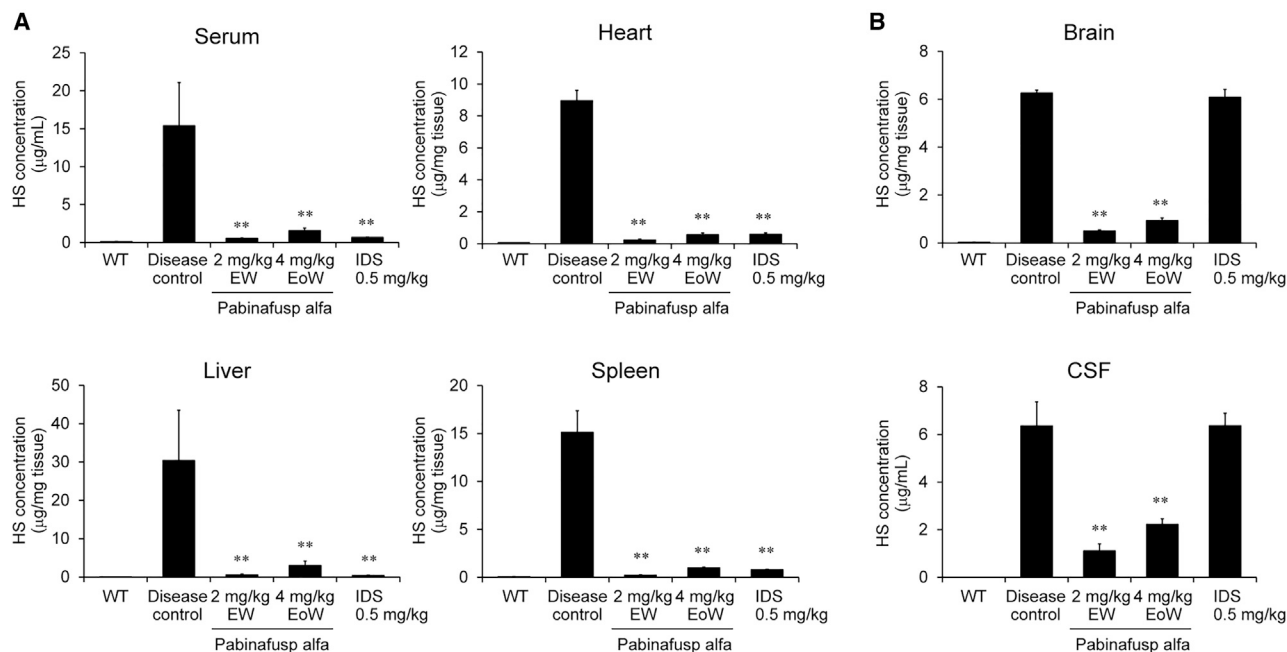 A
Serum
HS concentration
(μg/mL)
25
20
15
10
5
0
**
**
**
WT
Disease
control
2 mg/kg
EW
4 mg/kg
EoW
IDS
0.5 mg/kg
Pabinafusp alfa
Heart
HS concentration
(μg/mg tissue)
12
10
8
6
4
2
0
**
**
**
WT
Disease
control
2 mg/kg
EW
4 mg/kg
EoW
IDS
0.5 mg/kg
Pabinafusp alfa
B
Brain
HS concentration
(μg/mg tissue)
8
6
4
2
0
**
**
WT
Disease
control
2 mg/kg
EW
4 mg/kg
EoW
IDS
0.5 mg/kg
Pabinafusp alfa
Liver
HS concentration
(μg/mg tissue)
50
40
30
20
10
0
**
**
**
WT
Disease
control
2 mg/kg
EW
4 mg/kg
EoW
IDS
0.5 mg/kg
Pabinafusp alfa
Spleen
HS concentration
(μg/mg tissue)
20
15
10
5
0
**
**
**
WT
Disease
control
2 mg/kg
EW
4 mg/kg
EoW
IDS
0.5 mg/kg
Pabinafusp alfa
CSF
HS concentration
(μg/mL)
8
6
4
2
0
**
**
WT
Disease
control
2 mg/kg
EW
4 mg/kg
EoW
IDS
0.5 mg/kg
Pabinafusp alfa